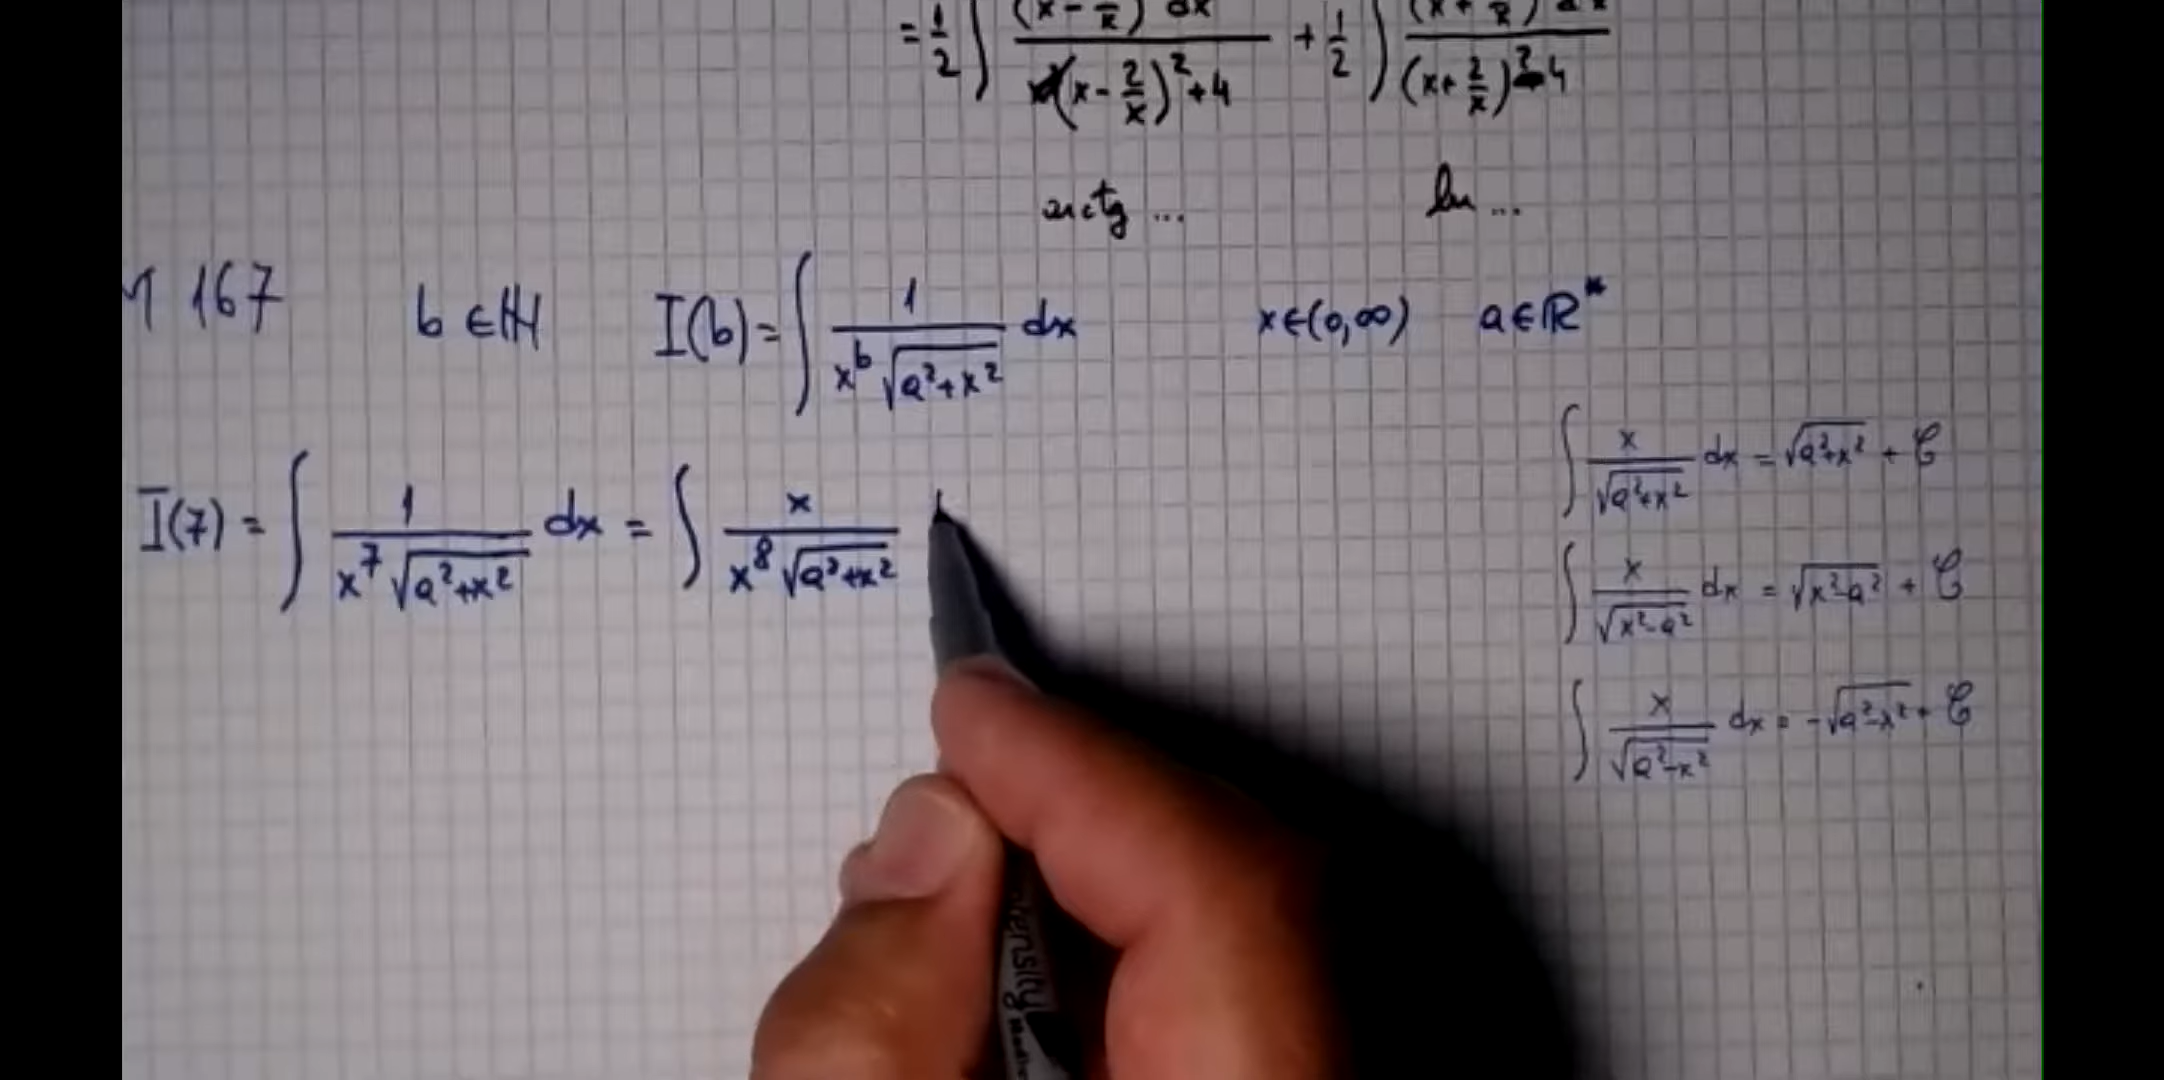 = 1/2 ∫ (x - 2/x)' dx / (x - 2/x)² + 4 + 1/2 ∫ (x + 2/x)' dx / (x + 2/x)² - 4
arctg ... ln ...
167 b ∈ ℕ I(b) = ∫ 1 / x^b √(a²+x²) dx x ∈ (0,∞) a ∈ ℝ*
∫ x / √(a²+x²) dx = √(a²+x²) + C
I(7) = ∫ 1 / x⁷ √(a²+x²) dx = ∫ x / x⁸ √(a²+x²)
∫ x / √(x²-a²) dx = √(x²-a²) + C
∫ x / √(a²-x²) dx = -√(a²-x²) + C